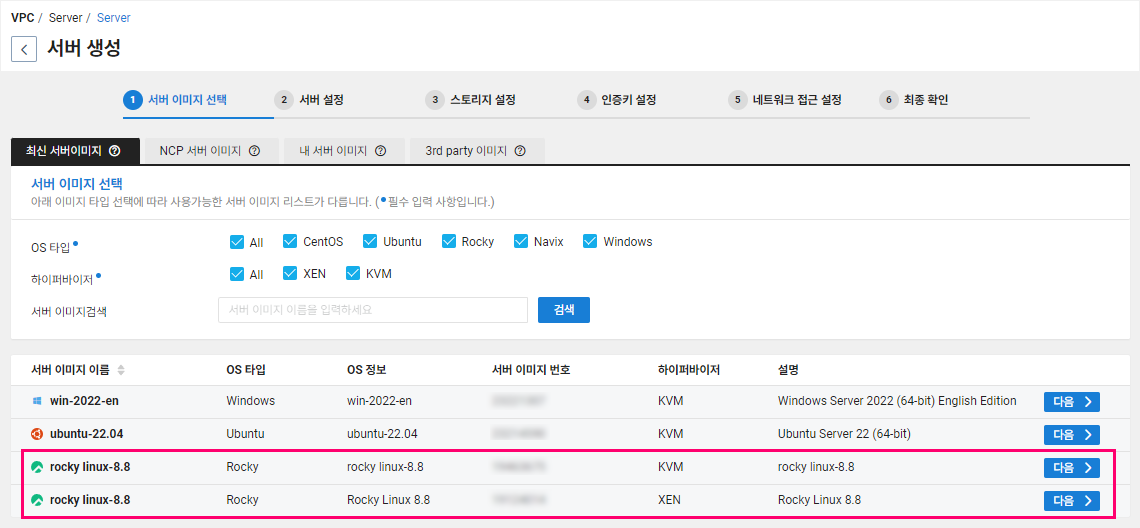 VPC / Server / Server
서버 생성
1 서버 이미지 선택 2 서버 설정 3 스토리지 설정 4 인증키 설정 5 네트워크 접근 설정 6 최종 확인
최신 서버이미지 ? NCP 서버 이미지 ? 내 서버 이미지 ? 3rd party 이미지 ?
서버 이미지 선택
아래 이미지 타입 선택에 따라 사용가능한 서버 이미지 리스트가 다릅니다. (•필수 입력 사항입니다.)
OS 타입• All CentOS Ubuntu Rocky Navix Windows
하이퍼바이저• All XEN KVM
서버 이미지검색 서버 이미지 이름을 입력하세요 검색
서버 이미지 이름 OS 타입 OS 정보 서버 이미지 번호 하이퍼바이저 설명
win-2022-en Windows win-2022-en KVM Windows Server 2022 (64-bit) English Edition 다음 >
ubuntu-22.04 Ubuntu ubuntu-22.04 KVM Ubuntu Server 22 (64-bit) 다음 >
rocky linux-8.8 Rocky rocky linux-8.8 KVM rocky linux-8.8 다음 >
rocky linux-8.8 Rocky Rocky Linux 8.8 XEN Rocky Linux 8.8 다음 >